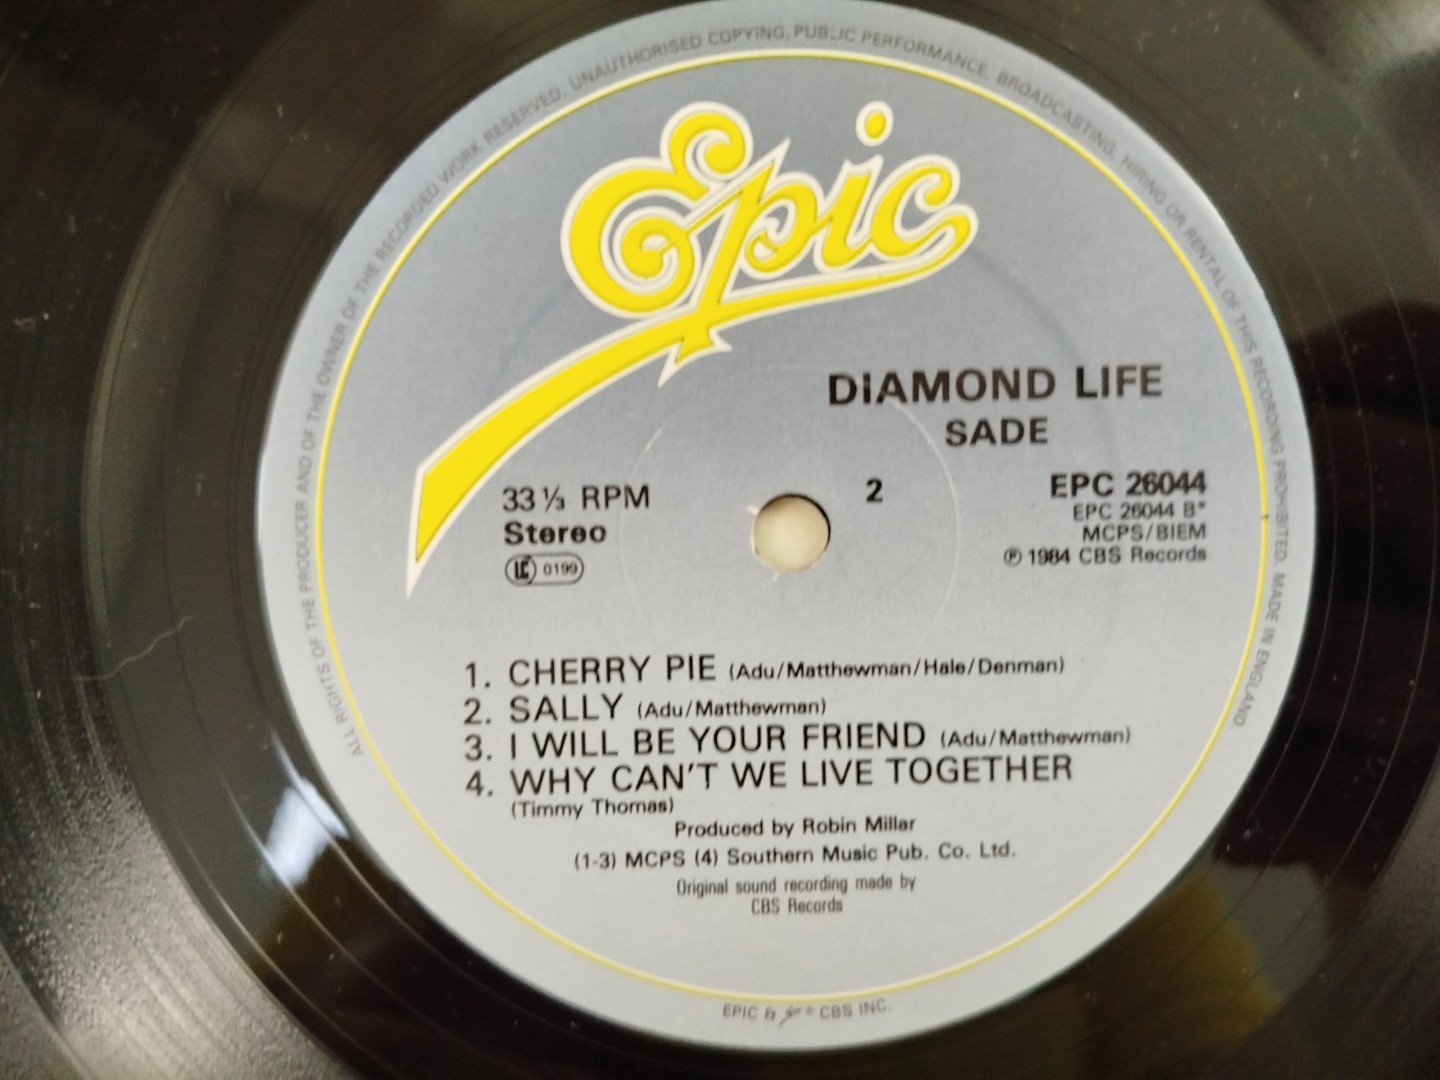 ALL RIGHTS OF THE PRODUCER AND OF THE OWNER OF THE RECORDED WORK RESERVED. UNAUTHORISED COPYING, PUBLIC PERFORMANCE, BROADCASTING, HIRING OR RENTAL OF THIS RECORDING PROHIBITED. MADE IN ENGLAND.
Epic
DIAMOND LIFE
SADE
33 ⅓ RPM
Stereo
LC 0199
2
EPC 26044
EPC 26044 B*
MCPS/BIEM
℗ 1984 CBS Records
1. CHERRY PIE (Adu/Matthewman/Hale/Denman)
2. SALLY (Adu/Matthewman)
3. I WILL BE YOUR FRIEND (Adu/Matthewman)
4. WHY CAN'T WE LIVE TOGETHER
(Timmy Thomas)
Produced by Robin Millar
(1-3) MCPS (4) Southern Music Pub. Co. Ltd.
Original sound recording made by
CBS Records
EPIC & ® CBS INC.